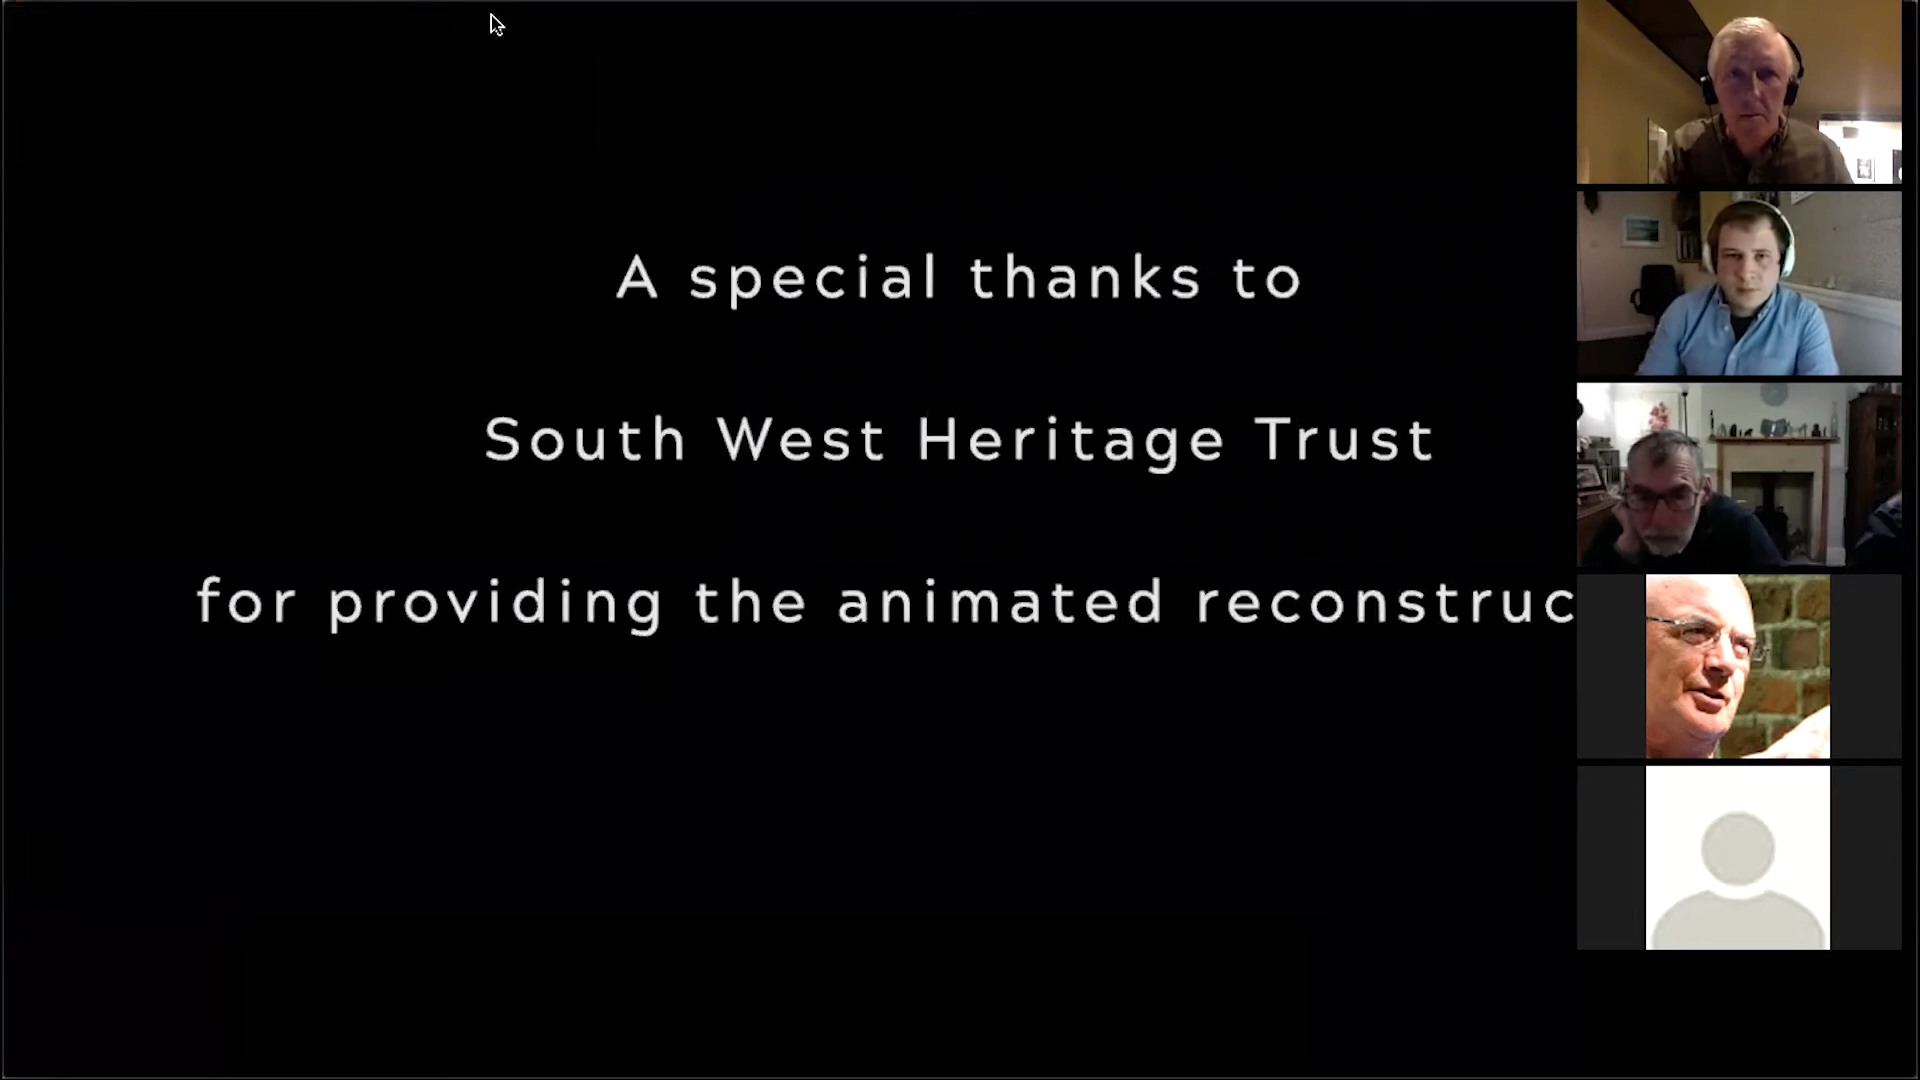 A special thanks to
South West Heritage Trust
for providing the animated reconstruc